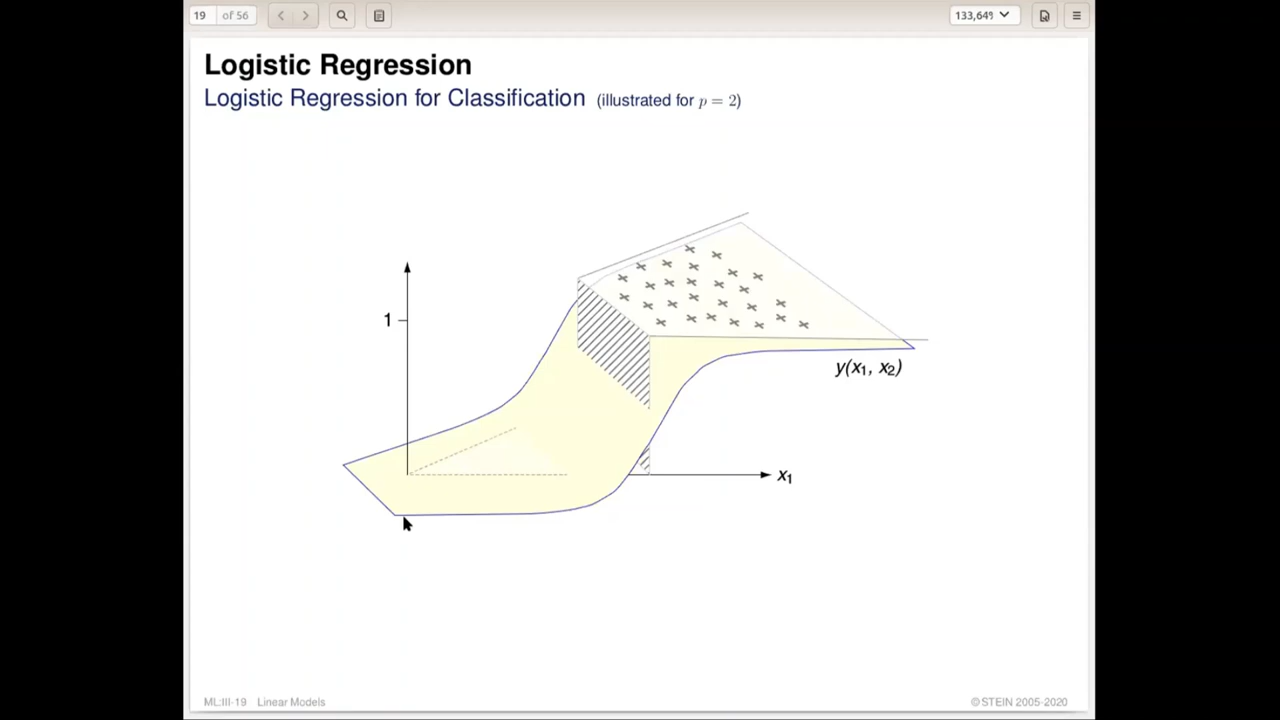 19 of 56
133,64%
Logistic Regression
Logistic Regression for Classification (illustrated for p = 2)
1
y(x₁, x₂)
x₁
ML:III-19 Linear Models
© STEIN 2005-2020